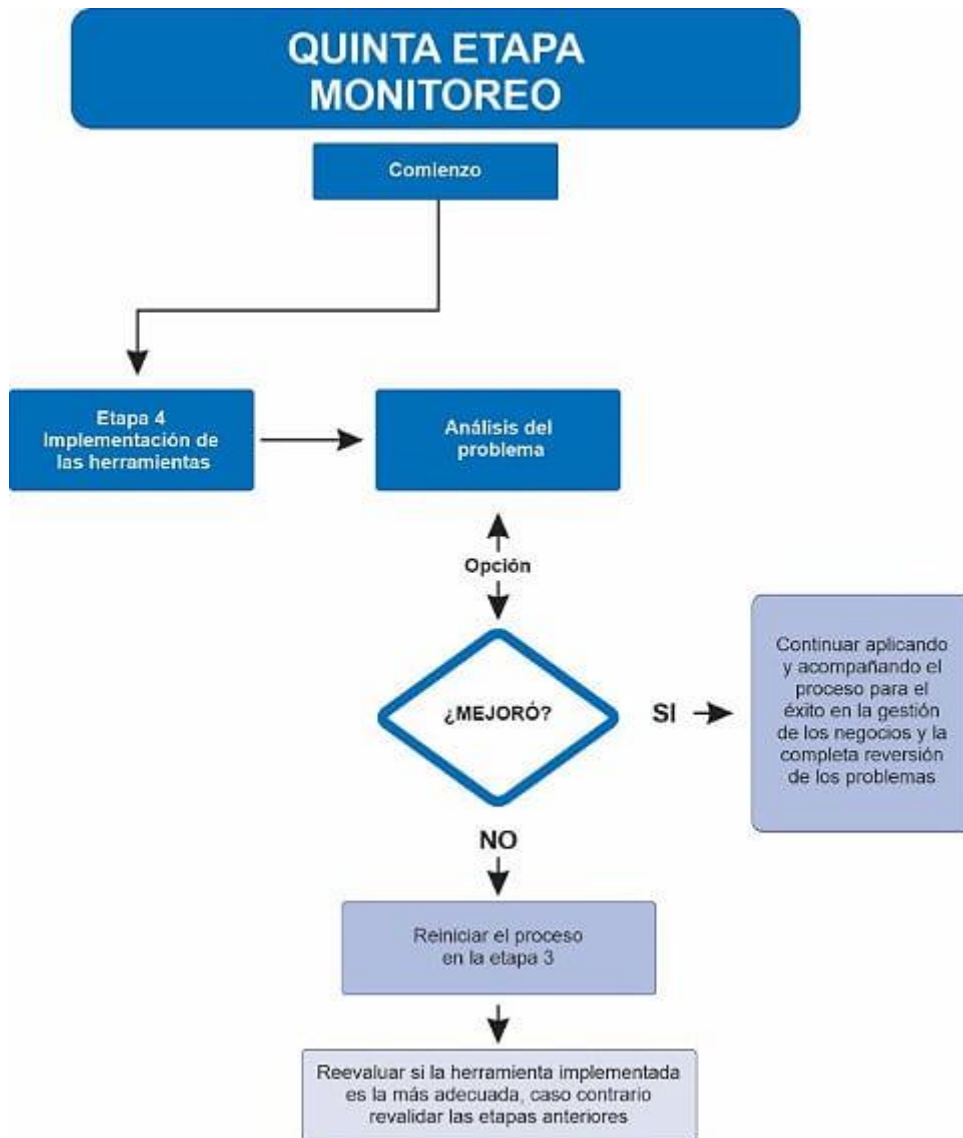 QUINTA ETAPA
MONITOREO
Comienzo
Etapa 4
Implementación de
las herramientas
Análisis del
problema
Opción
¿MEJORÓ?
SI
Continuar aplicando
y acompañando el
proceso para el
éxito en la gestión
de los negocios y la
completa reversión
de los problemas
NO
Reiniciar el proceso
en la etapa 3
Reevaluar si la herramienta implementada
es la más adecuada, caso contrario
revalidar las etapas anteriores